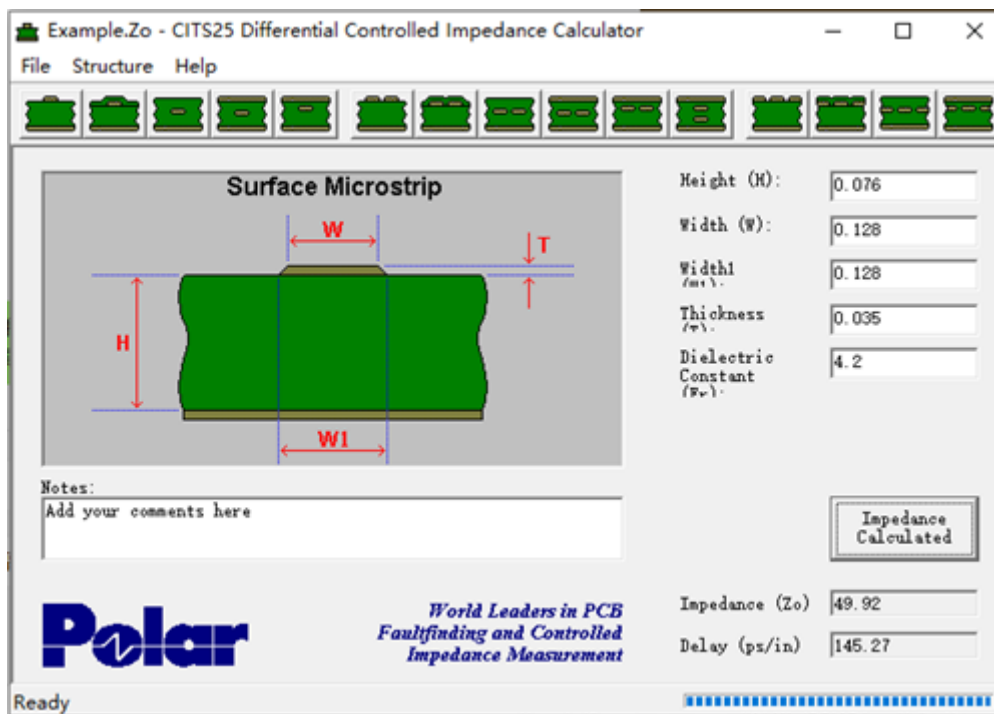 Example.Zo - CITS25 Differential Controlled Impedance Calculator
File Structure Help
Surface Microstrip
W
T
H
W1
Height (H):
0.076
Width (W):
0.128
Width1
0.128
Thickness
0.035
Dielectric
Constant
4.2
Notes:
Add your comments here
Impedance
Calculated
Polar
World Leaders in PCB
Faultfinding and Controlled
Impedance Measurement
Impedance (Zo)
49.92
Delay (ps/in)
145.27
Ready